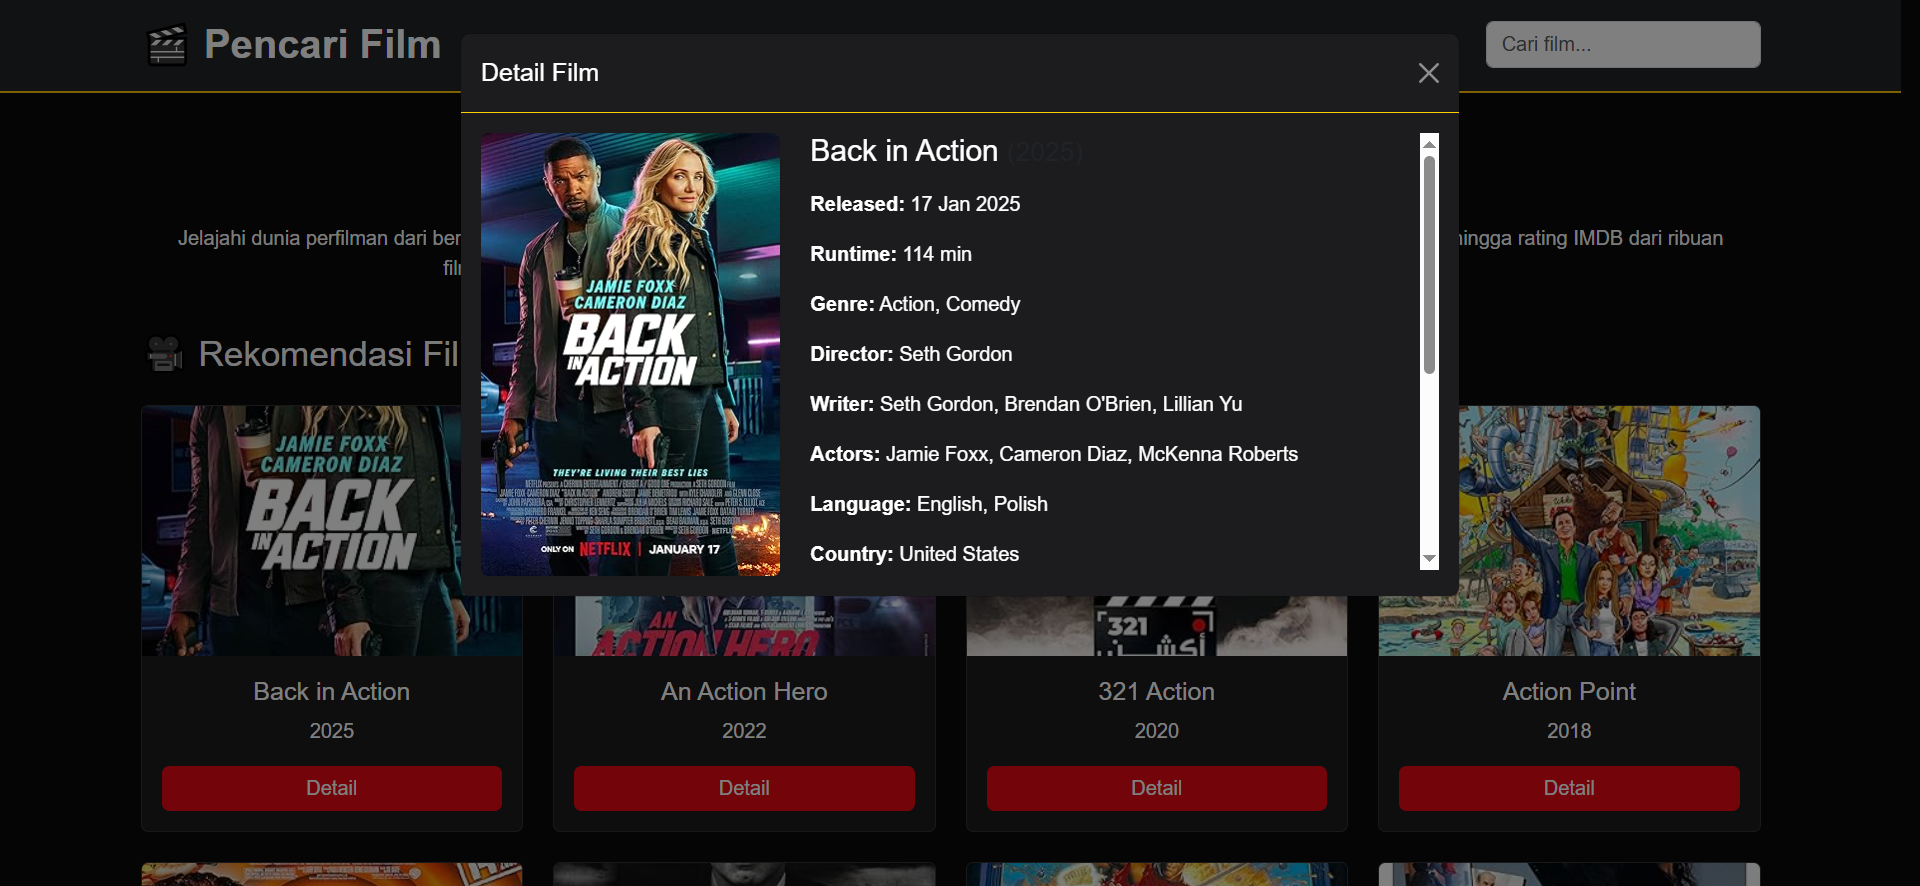 Pencari Film
Cari film...
Detail Film
Jelajahi dunia perfilman dari ber
hingga rating IMDB dari ribuan
Rekomendasi Fil
JAMIE FOXX
CAMERON DIAZ
BACK
IN ACTION
THEY'RE LIVING THEIR BEST LIES
ONLY ON NETFLIX | JANUARY 17
Back in Action (2025)
Released: 17 Jan 2025
Runtime: 114 min
Genre: Action, Comedy
Director: Seth Gordon
Writer: Seth Gordon, Brendan O'Brien, Lillian Yu
Actors: Jamie Foxx, Cameron Diaz, McKenna Roberts
Language: English, Polish
Country: United States
JAMIE FOXX
CAMERON DIAZ
BACK
IN ACTION
AN
ACTION HERO
321
أكشن
Back in Action
2025
Detail
An Action Hero
2022
Detail
321 Action
2020
Detail
Action Point
2018
Detail